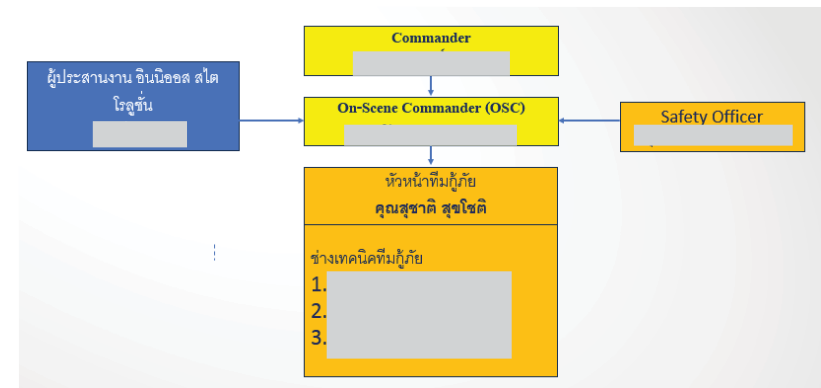 Commander
ผู้ประสานงาน อินนิออส สไต
โรลูชั่น
On-Scene Commander (OSC)
Safety Officer
หัวหน้าทีมกู้ภัย
คุณสุชาติ สุขโชติ
ช่างเทคนิคทีมกู้ภัย
1.
2.
3.